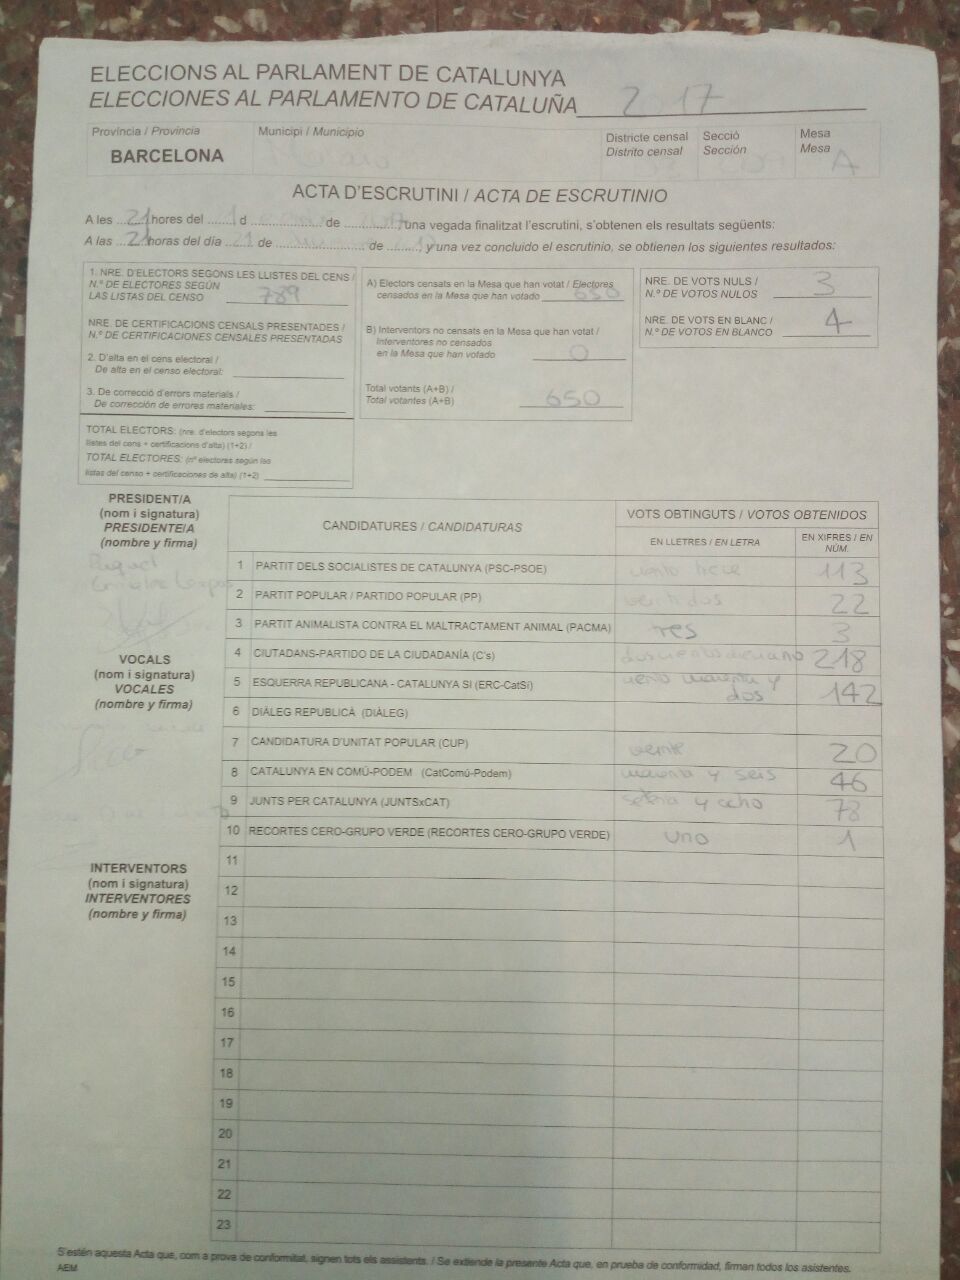 ELECCIONS AL PARLAMENT DE CATALUNYA
ELECCIONES AL PARLAMENTO DE CATALUÑA 2017
Província / Provincia
Municipi / Municipio
Districte censal
Distrito censal
Secció
Sección
Mesa
Mesa
BARCELONA
A
ACTA D'ESCRUTINI / ACTA DE ESCRUTINIO
A les 21 hores del d de , una vegada finalitzat l'escrutini, s'obtenen els resultats següents:
A las 21 horas del día 21 de de , y una vez concluido el escrutinio, se obtienen los siguientes resultados:
1. NRE. D'ELECTORS SEGONS LES LLISTES DEL CENS /
N.º DE ELECTORES SEGÚN
LAS LISTAS DEL CENSO 789
NRE. DE CERTIFICACIONS CENSALS PRESENTADES /
N.º DE CERTIFICACIONES CENSALES PRESENTADAS
2. D'alta en el cens electoral /
De alta en el censo electoral:
3. De correcció d'errors materials /
De corrección de errores materiales:
TOTAL ELECTORS: (nre. d'electors segons les
llistes del cens + certificacions d'alta) (1+2) /
TOTAL ELECTORES: (nº electores según las
listas del censo + certificaciones de alta) (1+2)
A) Electors censats en la Mesa que han votat / Electores
censados en la Mesa que han votado 650
B) Interventors no censats en la Mesa que han votat /
Interventores no censados
en la Mesa que han votado 0
Total votants (A+B) /
Total votantes (A+B) 650
NRE. DE VOTS NULS /
N.º DE VOTOS NULOS 3
NRE. DE VOTS EN BLANC /
N.º DE VOTOS EN BLANCO 4
PRESIDENT/A
(nom i signatura)
PRESIDENTE/A
(nombre y firma)
Raquel
VOCALS
(nom i signatura)
VOCALES
(nombre y firma)
INTERVENTORS
(nom i signatura)
INTERVENTORES
(nombre y firma)
CANDIDATURES / CANDIDATURAS
VOTS OBTINGUTS / VOTOS OBTENIDOS
EN LLETRES / EN LETRA
EN XIFRES / EN NÚM.
1 PARTIT DELS SOCIALISTES DE CATALUNYA (PSC-PSOE) ciento trece 113
2 PARTIT POPULAR / PARTIDO POPULAR (PP) veintidos 22
3 PARTIT ANIMALISTA CONTRA EL MALTRACTAMENT ANIMAL (PACMA) tres 3
4 CIUTADANS-PARTIDO DE LA CIUDADANÍA (C's) 218
5 ESQUERRA REPUBLICANA - CATALUNYA SI (ERC-CatSí) ciento cuarenta y dos 142
6 DIÀLEG REPUBLICÀ (DIÀLEG)
7 CANDIDATURA D'UNITAT POPULAR (CUP) veinte 20
8 CATALUNYA EN COMÚ-PODEM (CatComú-Podem) y seis 46
9 JUNTS PER CATALUNYA (JUNTSxCAT) y ocho 78
10 RECORTES CERO-GRUPO VERDE (RECORTES CERO-GRUPO VERDE) uno 1
11
12
13
14
15
16
17
18
19
20
21
22
23
S'estén aquesta Acta que, com a prova de conformitat, signen tots els assistents. / Se extiende la presente Acta que, en prueba de conformidad, firman todos los asistentes.
AEM